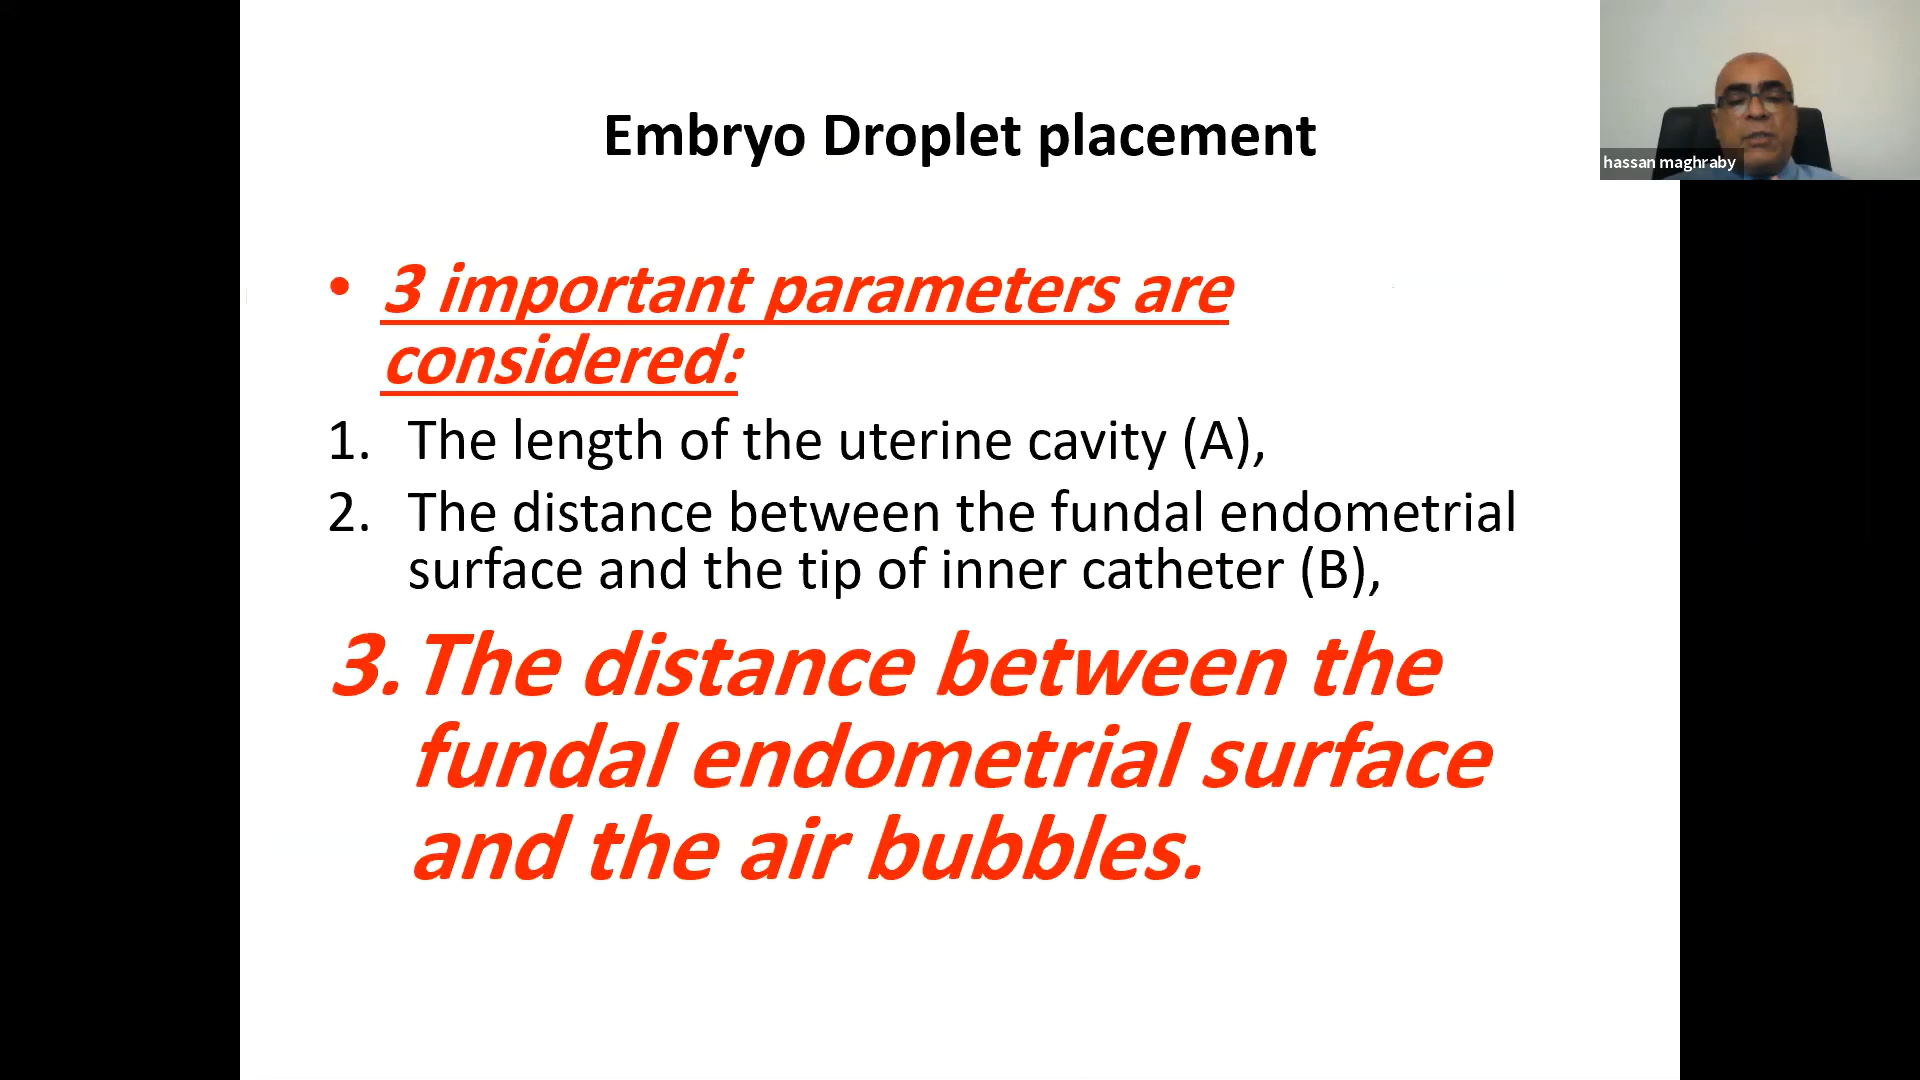 Embryo Droplet placement
hassan maghraby
• 3 important parameters are
considered:
1. The length of the uterine cavity (A),
2. The distance between the fundal endometrial
surface and the tip of inner catheter (B),
3. The distance between the
fundal endometrial surface
and the air bubbles.